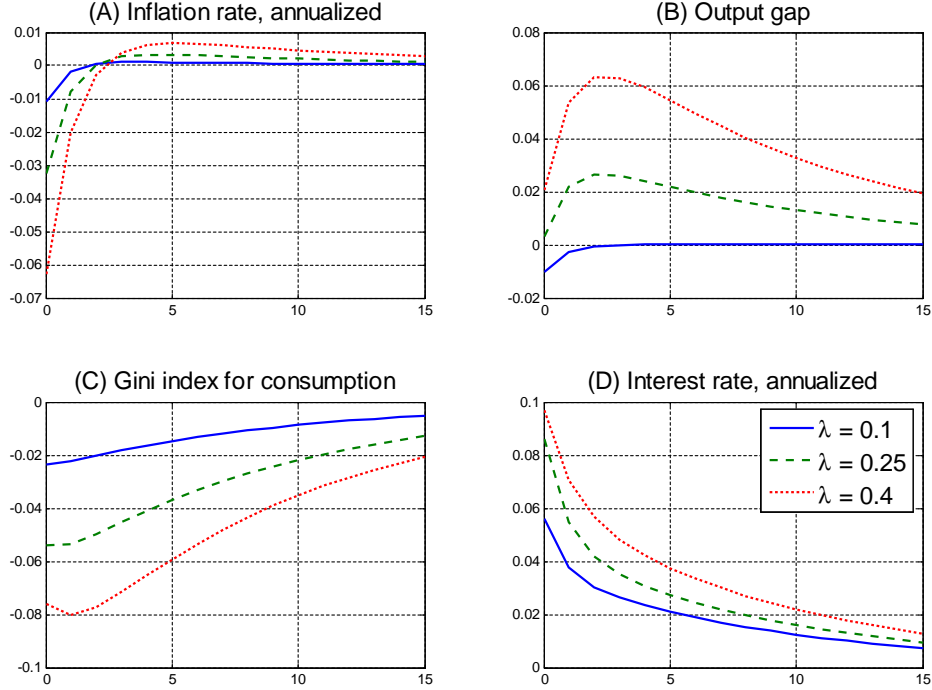 (A) Inflation rate, annualized
0.01
0
-0.01
-0.02
-0.03
-0.04
-0.05
-0.06
-0.07
0 5 10 15
(B) Output gap
0.08
0.06
0.04
0.02
0
-0.02
0 5 10 15
(C) Gini index for consumption
0
-0.02
-0.04
-0.06
-0.08
-0.1
0 5 10 15
(D) Interest rate, annualized
0.1
0.08
0.06
0.04
0.02
0
0 5 10 15
λ = 0.1
λ = 0.25
λ = 0.4